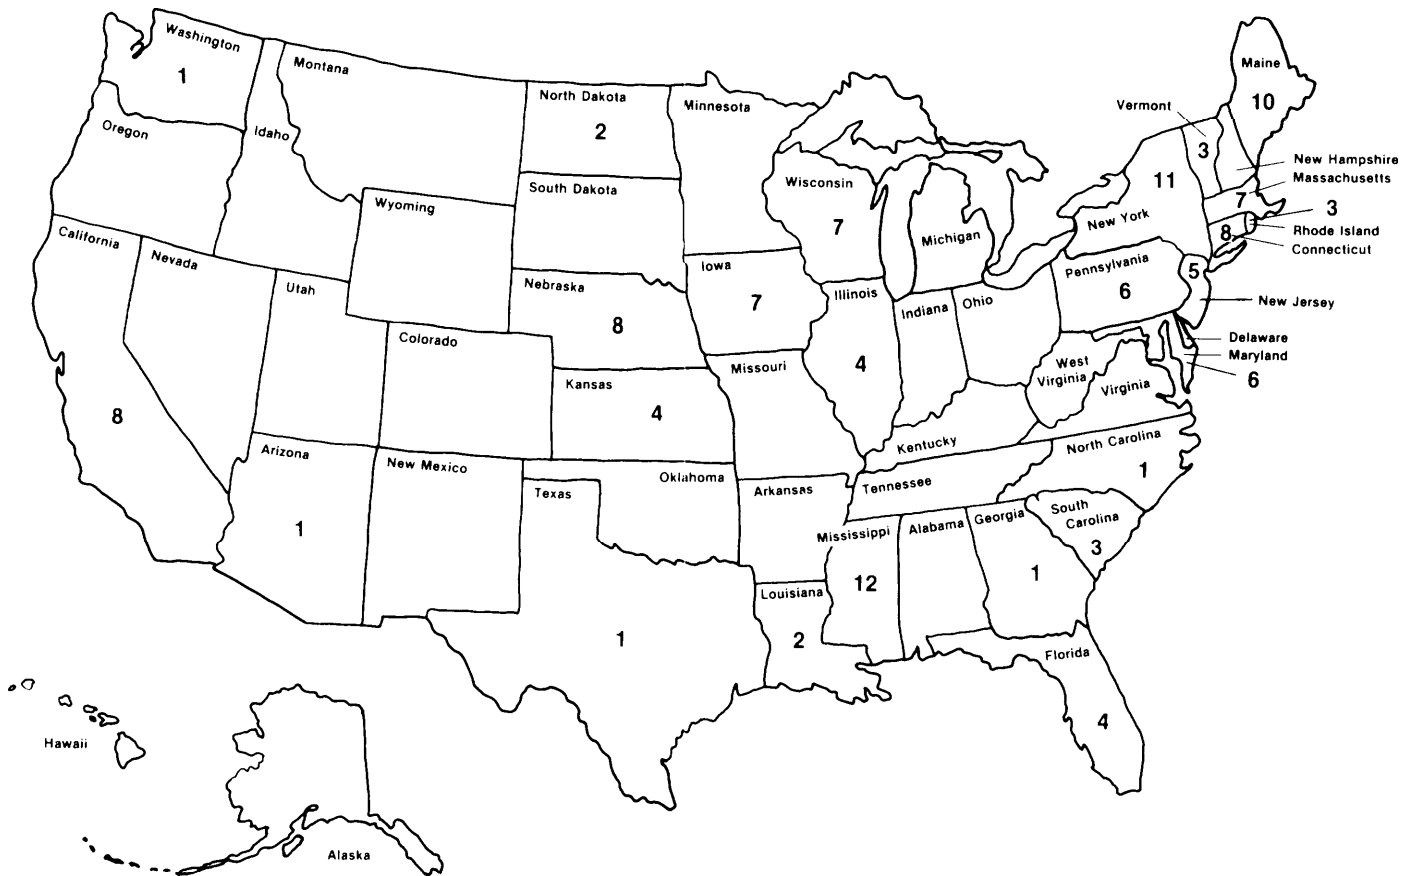 Washington
1
Montana
North Dakota
2
Minnesota
Oregon
Idaho
Maine
10
Vermont
3
New Hampshire
Massachusetts
7
3
Rhode Island
8
Connecticut
11
New York
South Dakota
Wyoming
Wisconsin
7
Michigan
California
8
Nevada
Utah
Nebraska
8
Iowa
7
Illinois
4
Indiana
Ohio
Pennsylvania
6
5
New Jersey
Delaware
Maryland
6
Colorado
Kansas
4
Missouri
West
Virginia
Virginia
Kentucky
North Carolina
1
Arizona
1
New Mexico
Texas
1
Oklahoma
Arkansas
Tennessee
South
Carolina
3
Mississippi
12
Alabama
Georgia
1
Louisiana
2
Florida
4
Hawaii
Alaska